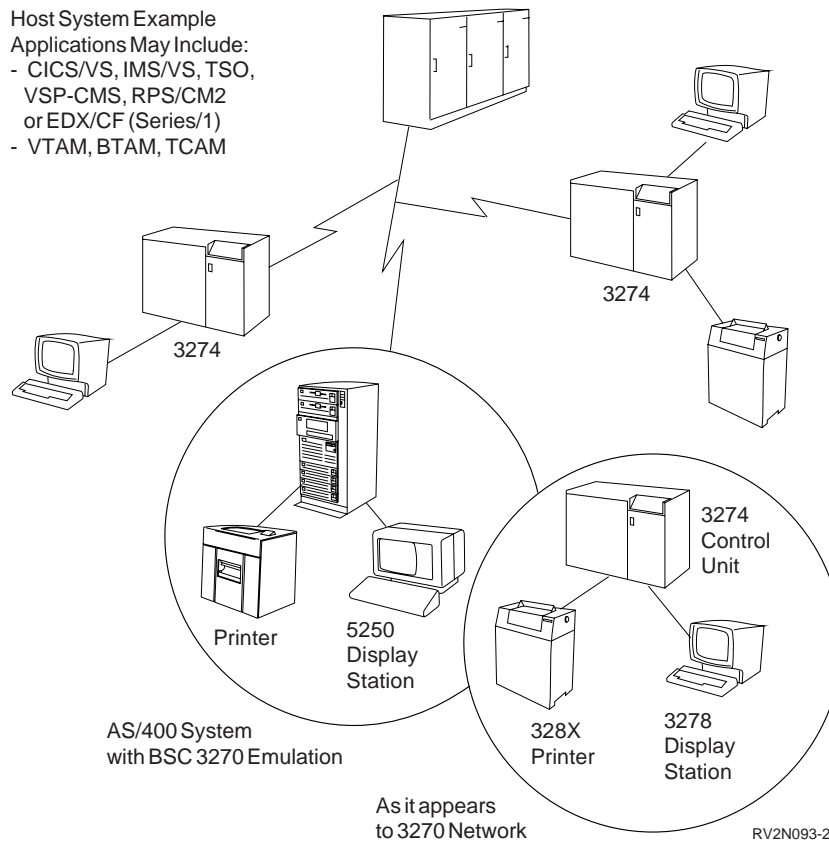 Host System Example
Applications May Include:
- CICS/VS, IMS/VS, TSO,
VSP-CMS, RPS/CM2
or EDX/CF (Series/1)
- VTAM, BTAM, TCAM
3274
3274
Printer
5250
Display
Station
3274
Control
Unit
328X
Printer
3278
Display
Station
AS/400 System
with BSC 3270 Emulation
As it appears
to 3270 Network
RV2N093-2